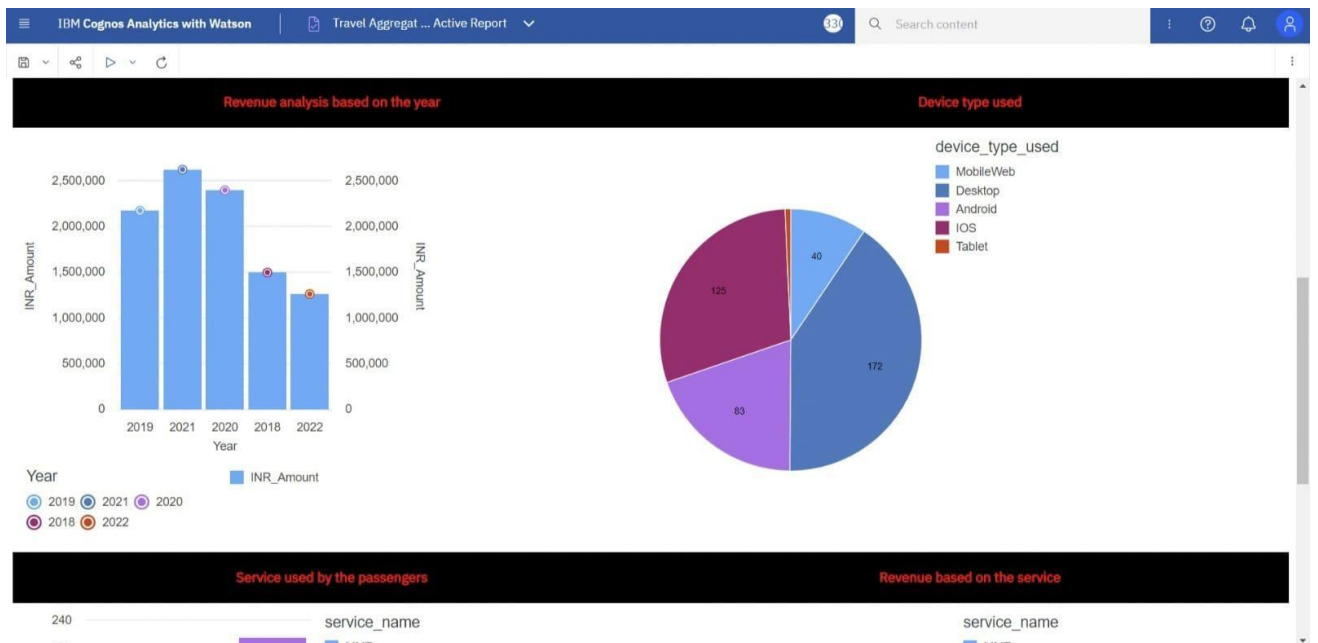 IBM Cognos Analytics with Watson
Travel Aggregat ... Active Report
Search content
Revenue analysis based on the year
Device type used
INR_Amount
2,500,000
2,000,000
1,500,000
1,000,000
500,000
0
2,500,000
2,000,000
1,500,000
1,000,000
500,000
0
INR_Amount
2019 2021 2020 2018 2022
Year
Year
2019 2021 2020
2018 2022
INR_Amount
device_type_used
MobileWeb
Desktop
Android
IOS
Tablet
40
125
172
83
Service used by the passengers
Revenue based on the service
240
service_name
service_name